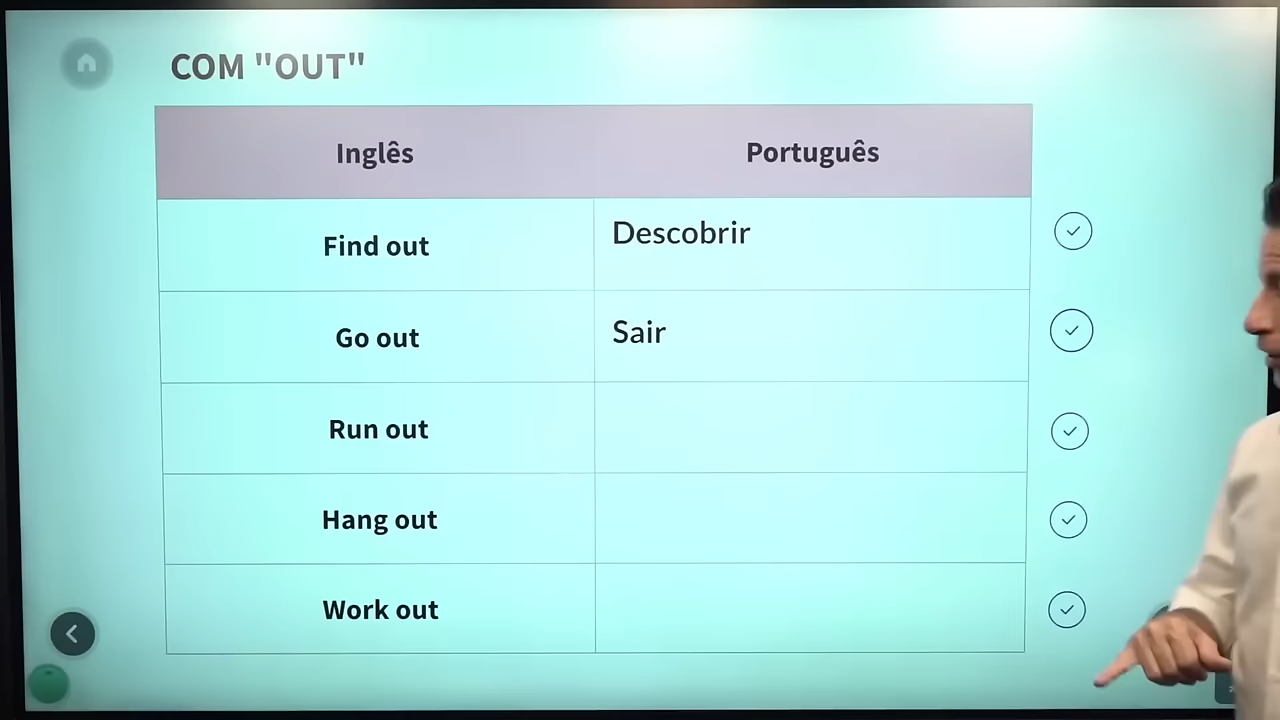 COM "OUT"
Inglês Português
Find out Descobrir
Go out Sair
Run out
Hang out
Work out